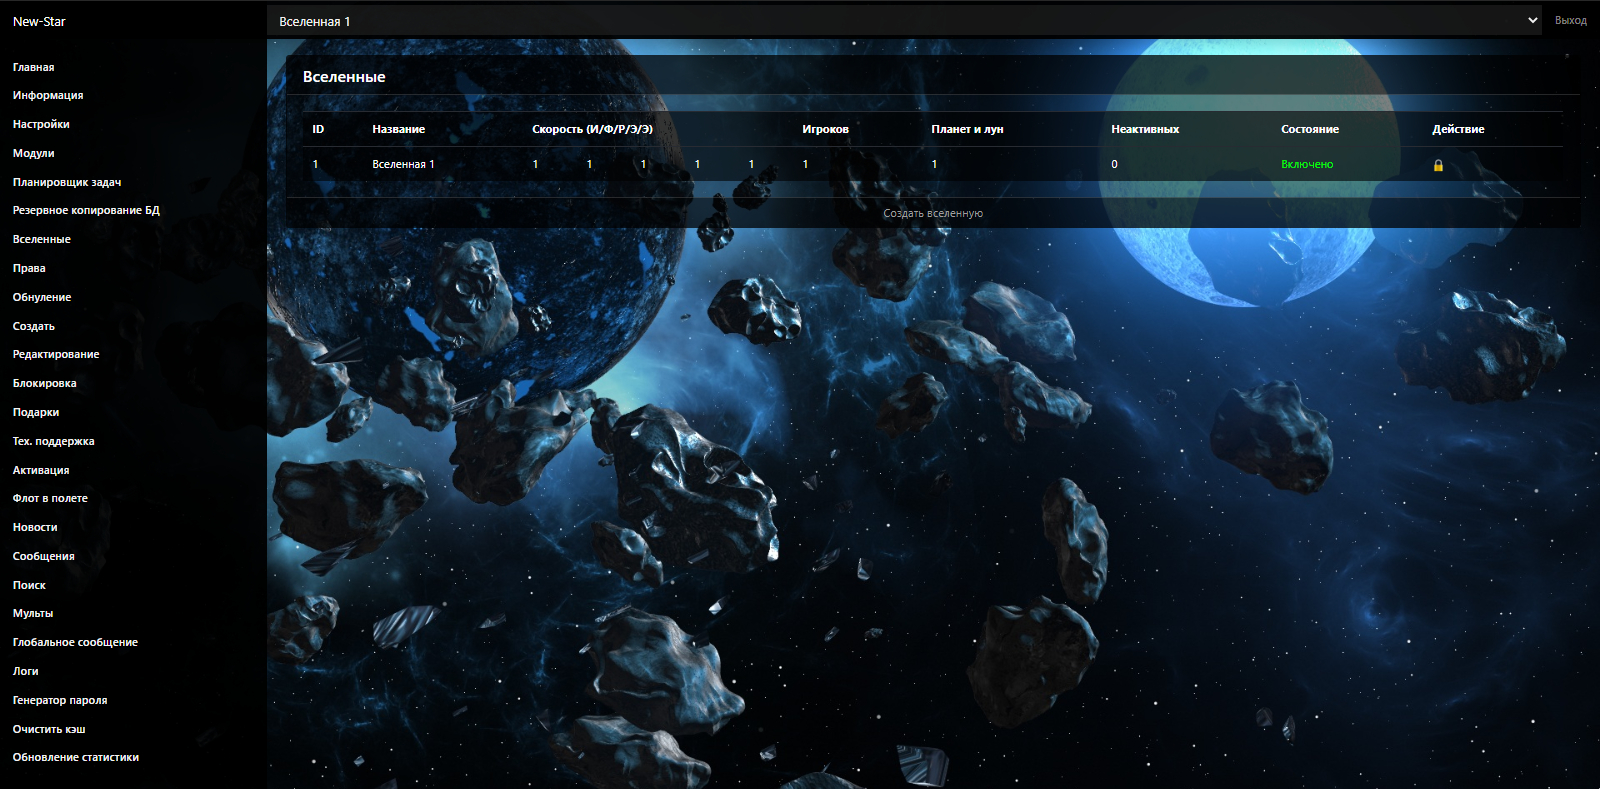 New-Star
Вселенная 1
Выход
Главная
Информация
Настройки
Модули
Планировщик задач
Резервное копирование БД
Вселенные
Права
Обнуление
Создать
Редактирование
Блокировка
Подарки
Тех. поддержка
Активация
Флот в полете
Новости
Сообщения
Поиск
Мульты
Глобальное сообщение
Логи
Генератор пароля
Очистить кэш
Обновление статистики
Вселенные
ID Название Скорость (И/Ф/Р/Э/Э) Игроков Планет и лун Неактивных Состояние Действие
1 Вселенная 1 1 1 1 1 1 1 1 0 Включено
Создать вселенную